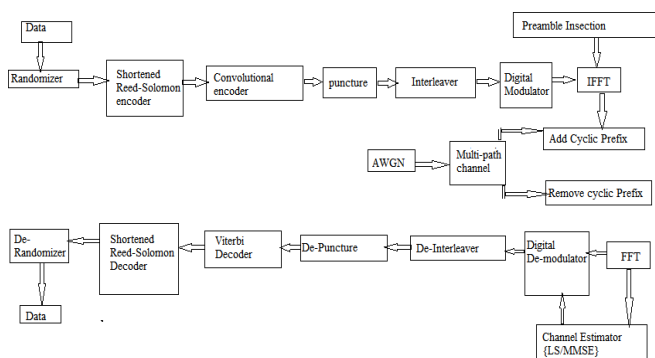 Data
Preamble Insection
Randomizer
Shortened
Reed-Solomon
encoder
Convolutional
encoder
puncture
Interleaver
Digital
Modulator
IFFT
Add Cyclic Prefix
AWGN
Multi-path
channel
Remove cyclic Prefix
De-
Randomizer
Shortened
Reed-Solomon
Decoder
Viterbi
Decoder
De-Puncture
De-Interleaver
Digital
De-modulator
FFT
Data
Channel Estimator
{LS/MMSE}